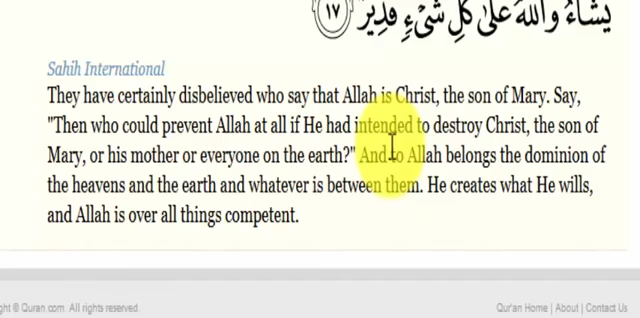 يَشَاءُ وَاللَّهُ عَلَىٰ كُلِّ شَيْءٍ قَدِيرٌ ﴿١٧﴾
Sahih International
They have certainly disbelieved who say that Allah is Christ, the son of Mary. Say,
"Then who could prevent Allah at all if He had intended to destroy Christ, the son of
Mary, or his mother or everyone on the earth?" And to Allah belongs the dominion of
the heavens and the earth and whatever is between them. He creates what He wills,
and Allah is over all things competent.
ght © Quran.com. All rights reserved. Qur'an Home | About | Contact Us